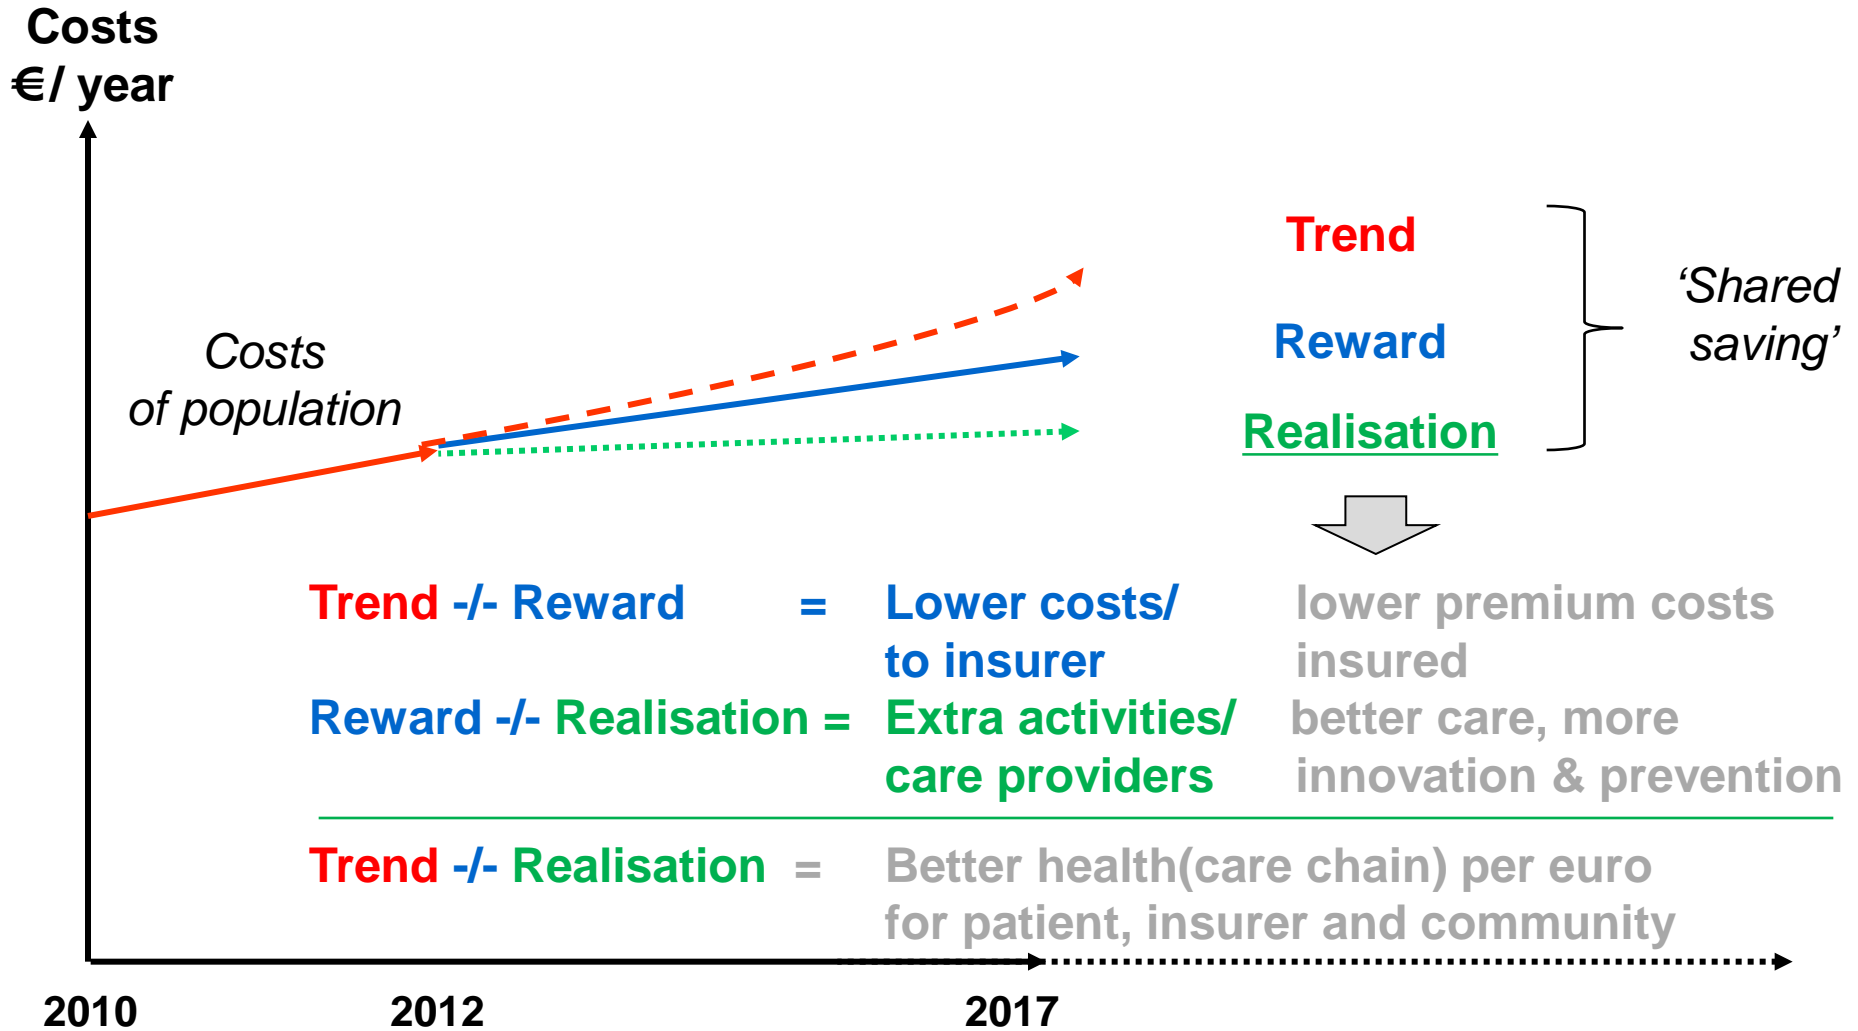 Costs
€/ year
Trend
‘Shared
saving’
Reward
Costs
of population
Realisation
Trend -/- Reward = Lower costs/ lower premium costs
to insurer insured
Reward -/- Realisation = Extra activities/ better care, more
care providers innovation & prevention
Trend -/- Realisation = Better health(care chain) per euro
for patient, insurer and community
2010 2012 2017